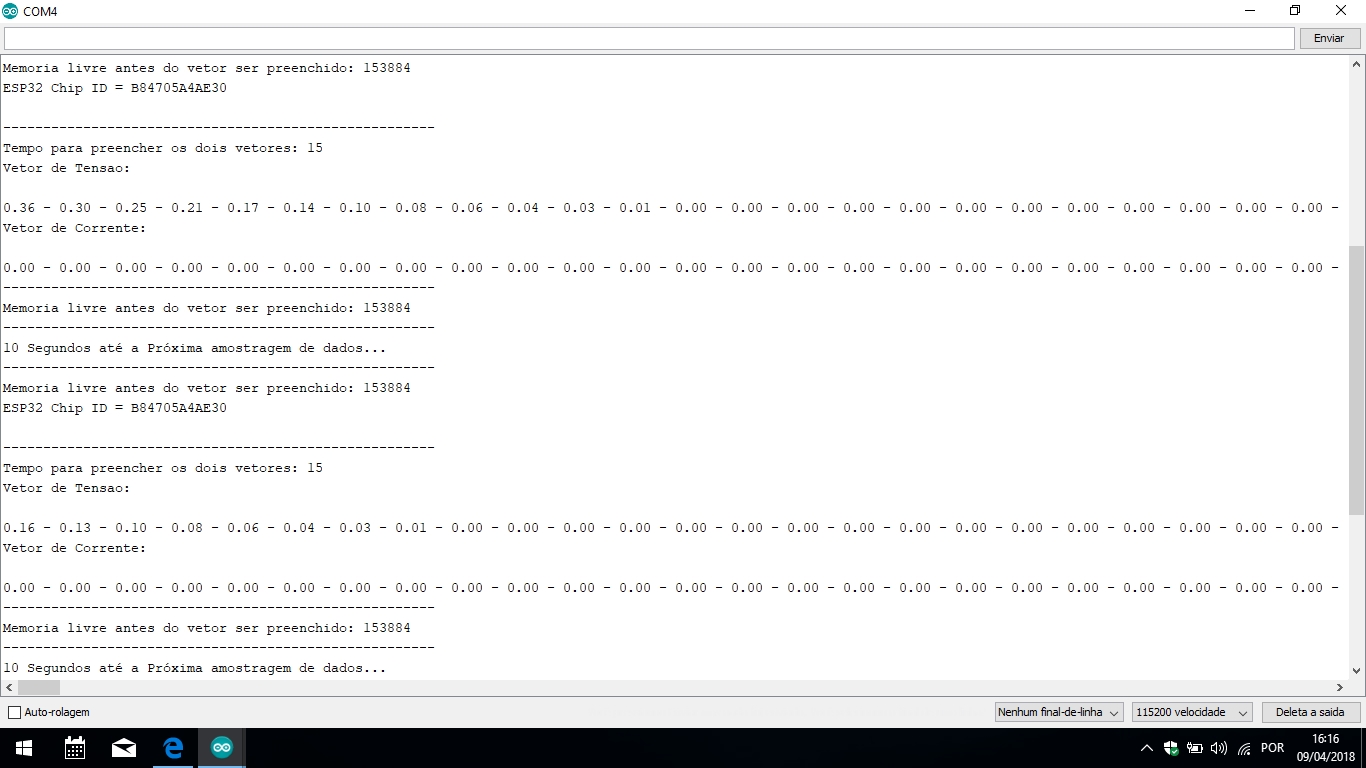 COM4
Enviar
Memoria livre antes do vetor ser preenchido: 153884
ESP32 Chip ID = B84705A4AE30
------------------------------------------------------
Tempo para preencher os dois vetores: 15
Vetor de Tensao:
0.36 - 0.30 - 0.25 - 0.21 - 0.17 - 0.14 - 0.10 - 0.08 - 0.06 - 0.04 - 0.03 - 0.01 - 0.00 - 0.00 - 0.00 - 0.00 - 0.00 - 0.00 - 0.00 - 0.00 - 0.00 - 0.00 - 0.00 - 0.00 -
Vetor de Corrente:
0.00 - 0.00 - 0.00 - 0.00 - 0.00 - 0.00 - 0.00 - 0.00 - 0.00 - 0.00 - 0.00 - 0.00 - 0.00 - 0.00 - 0.00 - 0.00 - 0.00 - 0.00 - 0.00 - 0.00 - 0.00 - 0.00 - 0.00 - 0.00 -
------------------------------------------------------
Memoria livre antes do vetor ser preenchido: 153884
------------------------------------------------------
10 Segundos até a Próxima amostragem de dados...
------------------------------------------------------
Memoria livre antes do vetor ser preenchido: 153884
ESP32 Chip ID = B84705A4AE30
------------------------------------------------------
Tempo para preencher os dois vetores: 15
Vetor de Tensao:
0.16 - 0.13 - 0.10 - 0.08 - 0.06 - 0.04 - 0.03 - 0.01 - 0.00 - 0.00 - 0.00 - 0.00 - 0.00 - 0.00 - 0.00 - 0.00 - 0.00 - 0.00 - 0.00 - 0.00 - 0.00 - 0.00 - 0.00 - 0.00 -
Vetor de Corrente:
0.00 - 0.00 - 0.00 - 0.00 - 0.00 - 0.00 - 0.00 - 0.00 - 0.00 - 0.00 - 0.00 - 0.00 - 0.00 - 0.00 - 0.00 - 0.00 - 0.00 - 0.00 - 0.00 - 0.00 - 0.00 - 0.00 - 0.00 - 0.00 -
------------------------------------------------------
Memoria livre antes do vetor ser preenchido: 153884
------------------------------------------------------
10 Segundos até a Próxima amostragem de dados...
Auto-rolagem
Nenhum final-de-linha
115200 velocidade
Deleta a saida
POR
16:16
09/04/2018